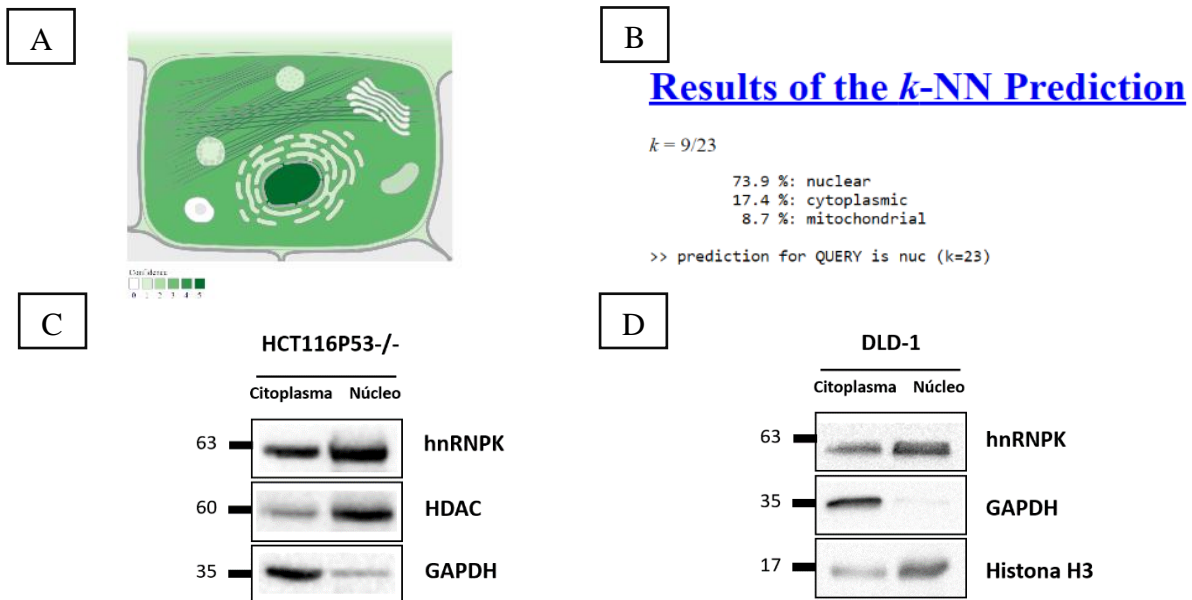 A
Confidence
0 1 2 3 4 5
B
Results of the k-NN Prediction
k = 9/23
73.9 %: nuclear
17.4 %: cytoplasmic
8.7 %: mitochondrial
>> prediction for QUERY is nuc (k=23)
C
HCT116P53-/-
Citoplasma Núcleo
63 hnRNPK
60 HDAC
35 GAPDH
D
DLD-1
Citoplasma Núcleo
63 hnRNPK
35 GAPDH
17 Histona H3